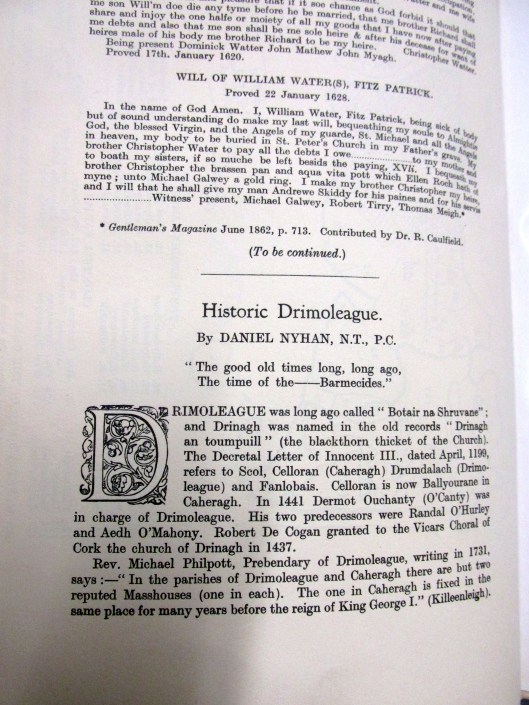 me son Will'm doe die any tyme before he be married, that me brother Richard shall
share and injoy the one halfe or moiety of all my goods that I have now after paying
me debts and also that me son shall be me sole heire & after his decease for want of
heires male of his body me brother Richard to be my heire. Christopher Watter.
Being present Dominick Watter John Mathew John Myagh.
Proved 17th. January 1620.
WILL OF WILLIAM WATER(S), FITZ PATRICK.
Proved 22 January 1628.
In the name of God Amen. I, William Water, Fitz Patrick, being sick of body
but of sound understanding do make my last will, bequeathing my soule to Almightie
God, the blessed Virgin, and the Angels of my guarde, St. Michael and all the Angels
in heaven, my body to be buried in St. Peter's Church in my Father's grave. My
brother Christopher Water to pay all the debts I owe...............to my mother and
to boath my sisters, if so muche be left besids the paying, XVli. I bequeath my
brother Christopher the brassen pan and aqua vita pott which Ellen Roch hath of
myne; unto Michael Galwey a gold ring. I make my brother Christopher my heire,
and I will that he shall give my man Andrewe Skiddy for his paines and for his servis
...............Witness' present, Michael Galwey, Robert Tirry, Thomas Meigh.*
* Gentleman's Magazine June 1862, p. 713. Contributed by Dr. R. Caulfield.
(To be continued.)
Historic Drimoleague.
By DANIEL NYHAN, N.T., P.C.
" The good old times long, long ago,
The time of the——Barmecides."
DRIMOLEAGUE was long ago called " Botair na Shruvane" ;
and Drinagh was named in the old records " Drinagh
an toumpuill " (the blackthorn thicket of the Church).
The Decretal Letter of Innocent III., dated April, 1199,
refers to Scol, Celloran (Caheragh) Drumdalach (Drimo-
league) and Fanlobais. Celloran is now Ballyourane in
Caheragh. In 1441 Dermot Ouchanty (O'Canty) was
in charge of Drimoleague. His two predecessors were Randal O'Hurley
and Aedh O'Mahony. Robert De Cogan granted to the Vicars Choral of
Cork the church of Drinagh in 1437.
Rev. Michael Philpott, Prebendary of Drimoleague, writing in 1731,
says :—" In the parishes of Drimoleague and Caheragh there are but two
reputed Masshouses (one in each). The one in Caheragh is fixed in the
same place for many years before the reign of King George I." (Killeenleigh).